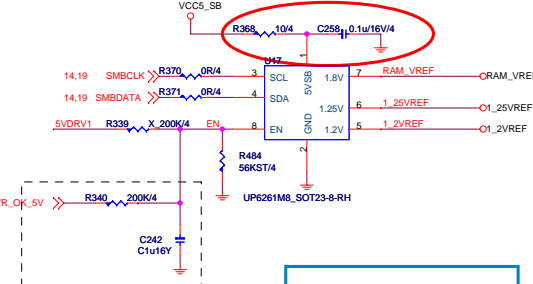 VCC5_SB
R368 10/4 C258 0.1u/16V/4
U17
1
14,19 SMBCLK R370 0R/4 3 SCL 5VSB 1.8V 7 RAM_VREF RAM_VREF
14,19 SMBDATA R371 0R/4 4 SDA
1.25V 6 1_25VREF 1_25VREF
5VDRV1 R339 X_200K/4 EN 8 EN GND 1.2V 5 1_2VREF 1_2VREF
2
R484
56KST/4
UP6261M8_SOT23-8-RH
R_OK_5V R340 200K/4
C242
C1u16Y